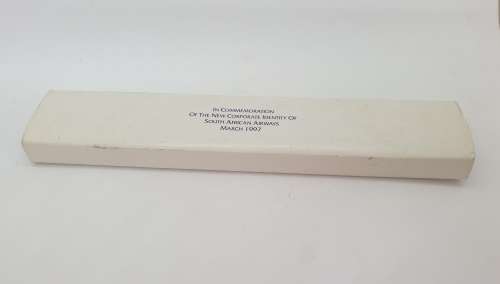 In Commemoration
Of The New Corporate Identity Of
South African Airways
March 1997